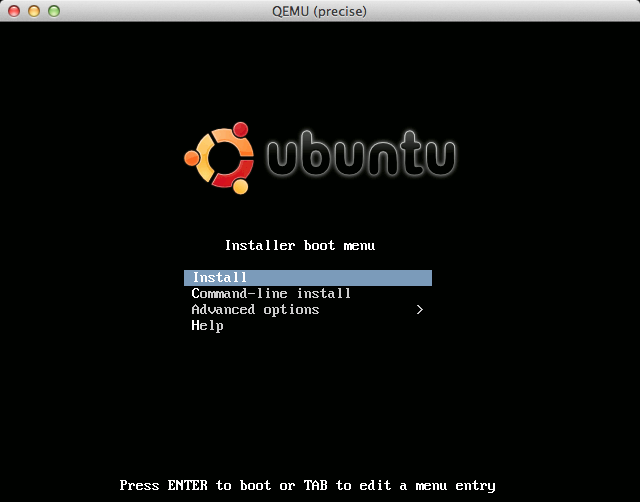 QEMU (precise)
ubuntu
Installer boot menu
Install
Command-line install
Advanced options >
Help
Press ENTER to boot or TAB to edit a menu entry